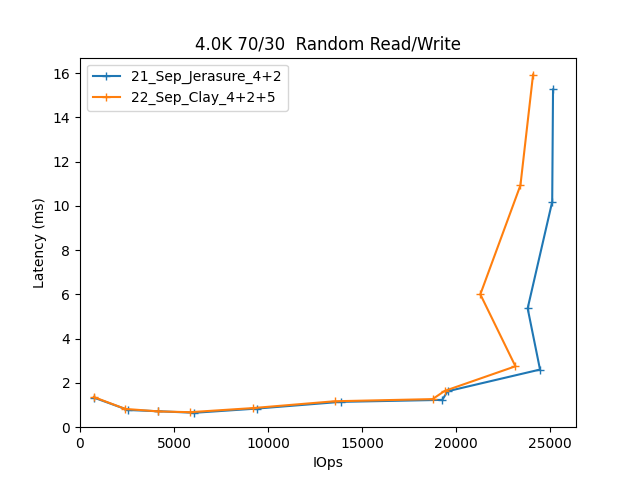 4.0K 70/30  Random Read/Write
21_Sep_Jerasure_4+2
22_Sep_Clay_4+2+5
16
14
12
10
8
6
4
2
0
Latency (ms)
0 5000 10000 15000 20000 25000
IOps